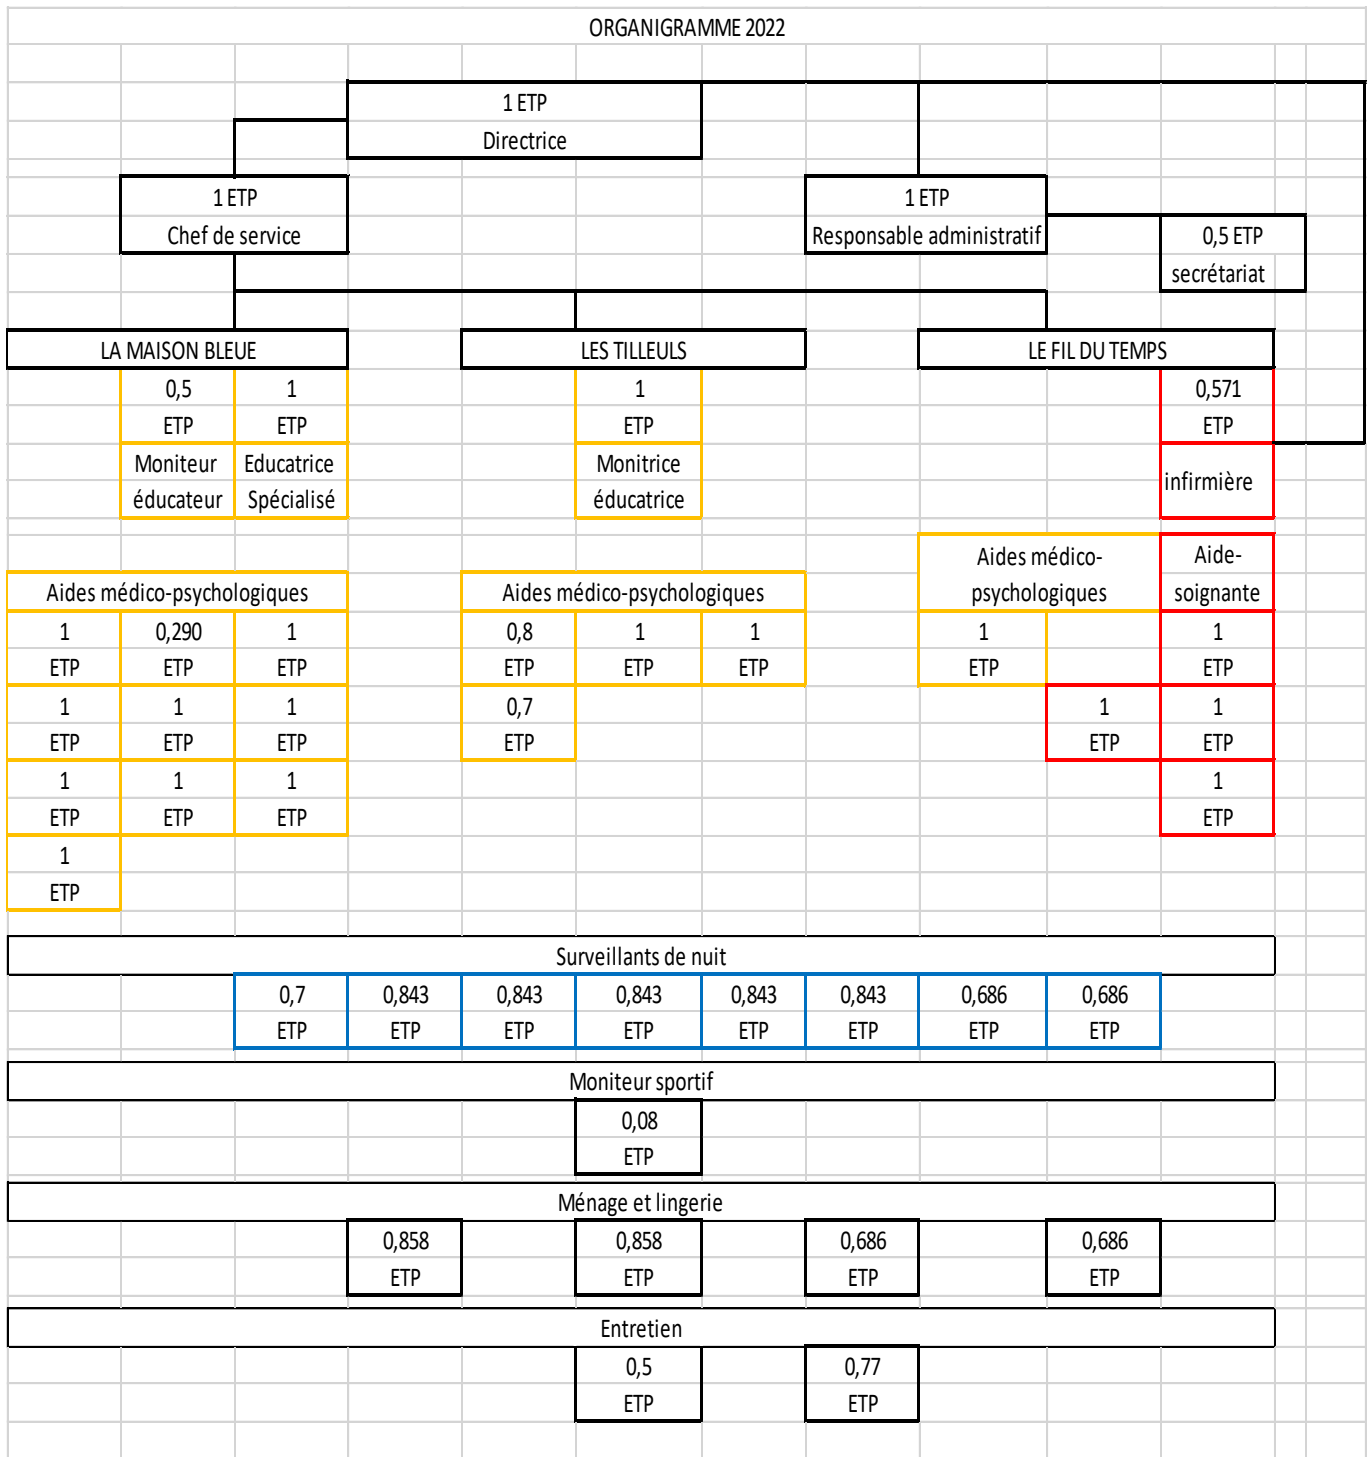 ORGANIGRAMME 2022
1 ETP
Directrice
1 ETP
Chef de service
1 ETP
Responsable administratif
0,5 ETP
secrétariat
LA MAISON BLEUE
LES TILLEULS
LE FIL DU TEMPS
0,5 1 1 0,571
ETP ETP ETP ETP
Moniteur Educatrice Monitrice
éducateur Spécialisé éducatrice
infirmière
Aides médico-psychologiques
Aides médico-psychologiques
Aides médico-
psychologiques
Aide-
soignante
1 0,290 1 0,8 1 1 1 1
ETP ETP ETP ETP ETP ETP ETP ETP
1 1 1 0,7 1 1
ETP ETP ETP ETP ETP ETP
1 1 1 1
ETP ETP ETP ETP
1
ETP
Surveillants de nuit
0,7 0,843 0,843 0,843 0,843 0,843 0,686 0,686
ETP ETP ETP ETP ETP ETP ETP ETP
Moniteur sportif
0,08
ETP
Ménage et lingerie
0,858 0,858 0,686 0,686
ETP ETP ETP ETP
Entretien
0,5 0,77
ETP ETP